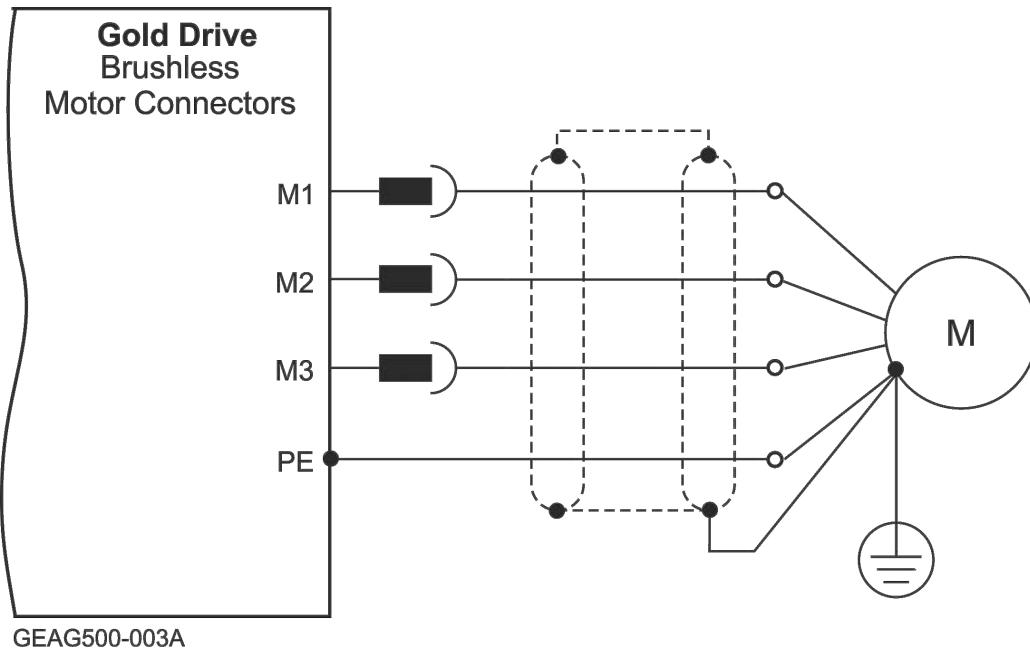 Gold Drive
Brushless
Motor Connectors
M1
M2
M3
PE
M
GEAG500-003A